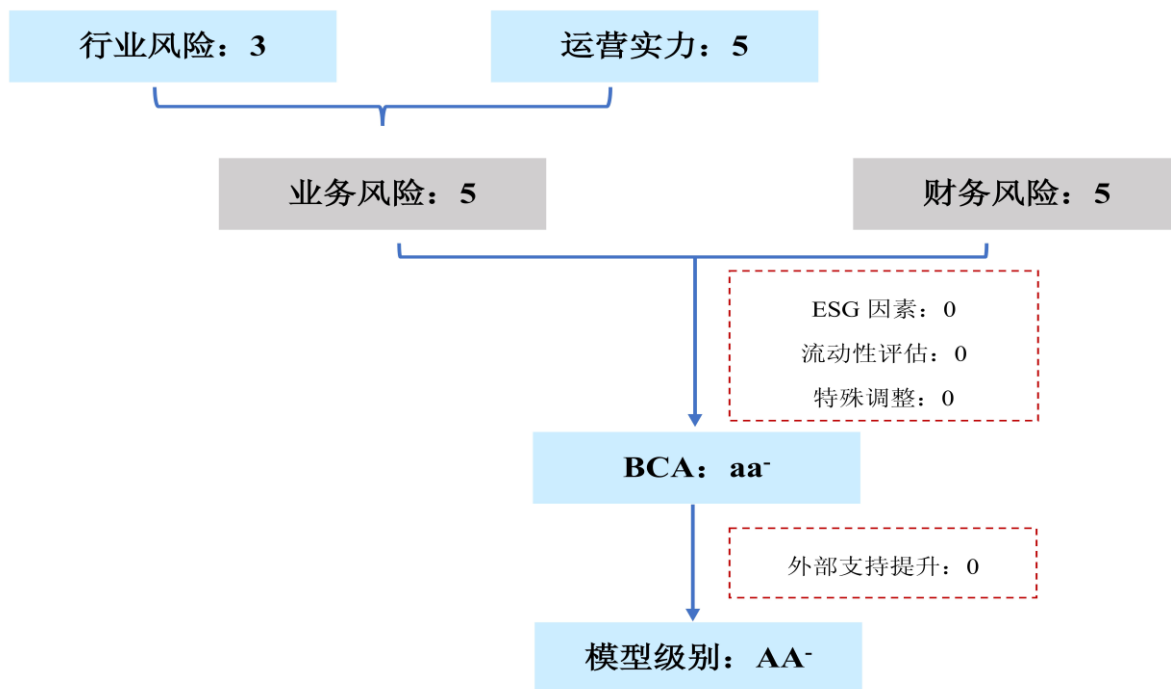 行业风险：3
运营实力：5
业务风险：5
财务风险：5
ESG 因素：0
流动性评估：0
特殊调整：0
BCA：aa⁻
外部支持提升：0
模型级别：AA⁻